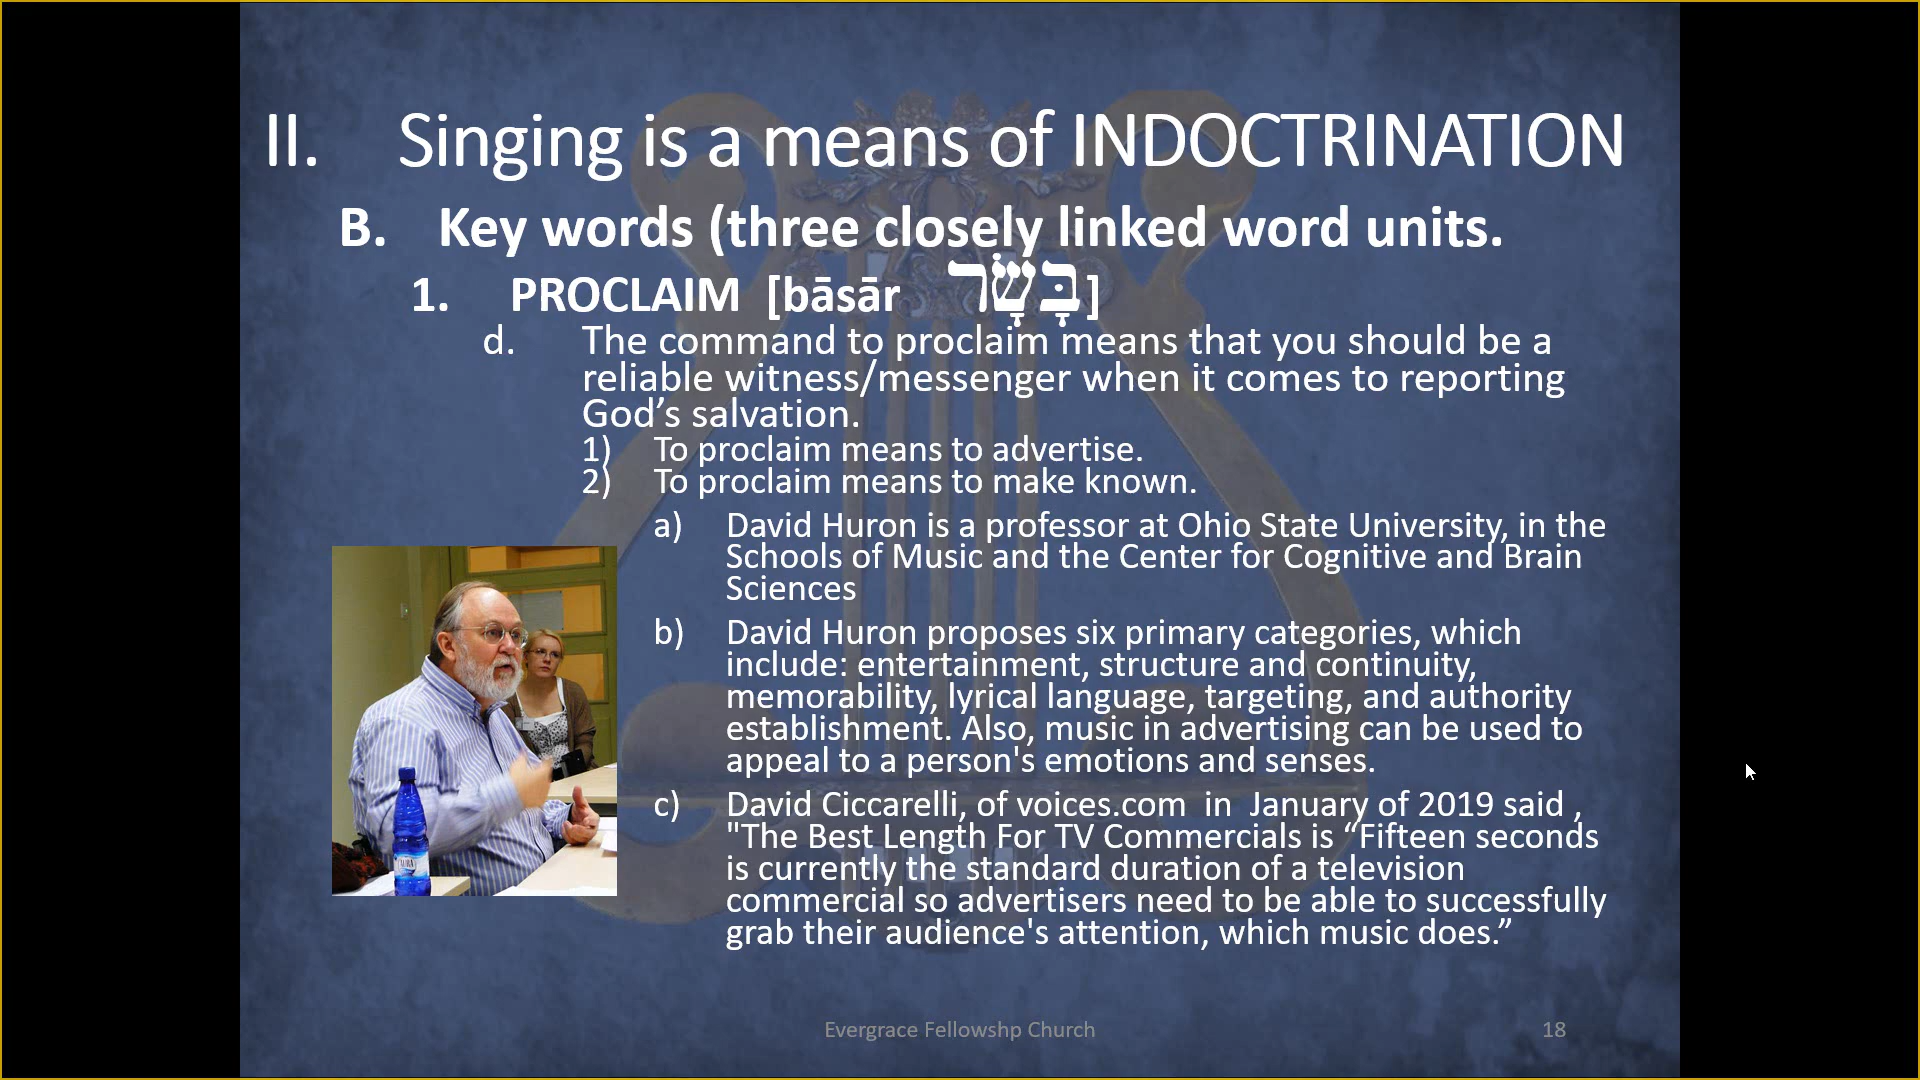 II. Singing is a means of INDOCTRINATION
B. Key words (three closely linked word units.
1. PROCLAIM [bāsār בָּשָׂר]
d. The command to proclaim means that you should be a
reliable witness/messenger when it comes to reporting
God’s salvation.
1) To proclaim means to advertise.
2) To proclaim means to make known.
a) David Huron is a professor at Ohio State University, in the
Schools of Music and the Center for Cognitive and Brain
Sciences
b) David Huron proposes six primary categories, which
include: entertainment, structure and continuity,
memorability, lyrical language, targeting, and authority
establishment. Also, music in advertising can be used to
appeal to a person's emotions and senses.
c) David Ciccarelli, of voices.com in January of 2019 said ,
"The Best Length For TV Commercials is “Fifteen seconds
is currently the standard duration of a television
commercial so advertisers need to be able to successfully
grab their audience's attention, which music does.”
Evergrace Fellowshp Church
18